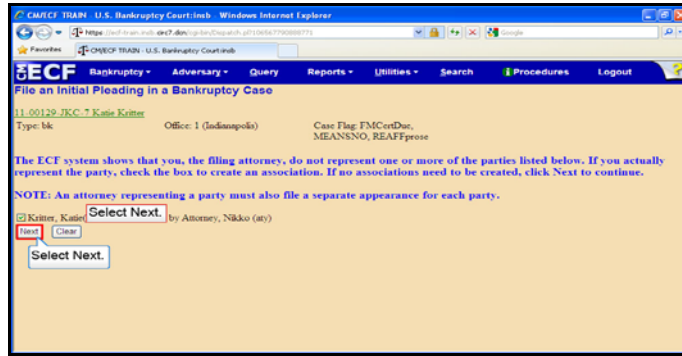 CM/ECF TRAIN - U.S. Bankruptcy Court:insb - Windows Internet Explorer
Google
Favorites CM/ECF TRAIN - U.S. Bankruptcy Court:insb
ECF Bankruptcy Adversary Query Reports Utilities Search Procedures Logout
File an Initial Pleading in a Bankruptcy Case
11-00129-JKC-7 Katie Kritter
Type: bk Office: 1 (Indianapolis) Case Flag: FMCertDue,
MEANSNO, REAFFprose
The ECF system shows that you, the filing attorney, do not represent one or more of the parties listed below. If you actually
represent the party, check the box to create an association. If no associations need to be created, click Next to continue.
NOTE: An attorney representing a party must also file a separate appearance for each party.
Kritter, Katie Select Next. by Attorney, Nikko (aty)
Next Clear
Select Next.